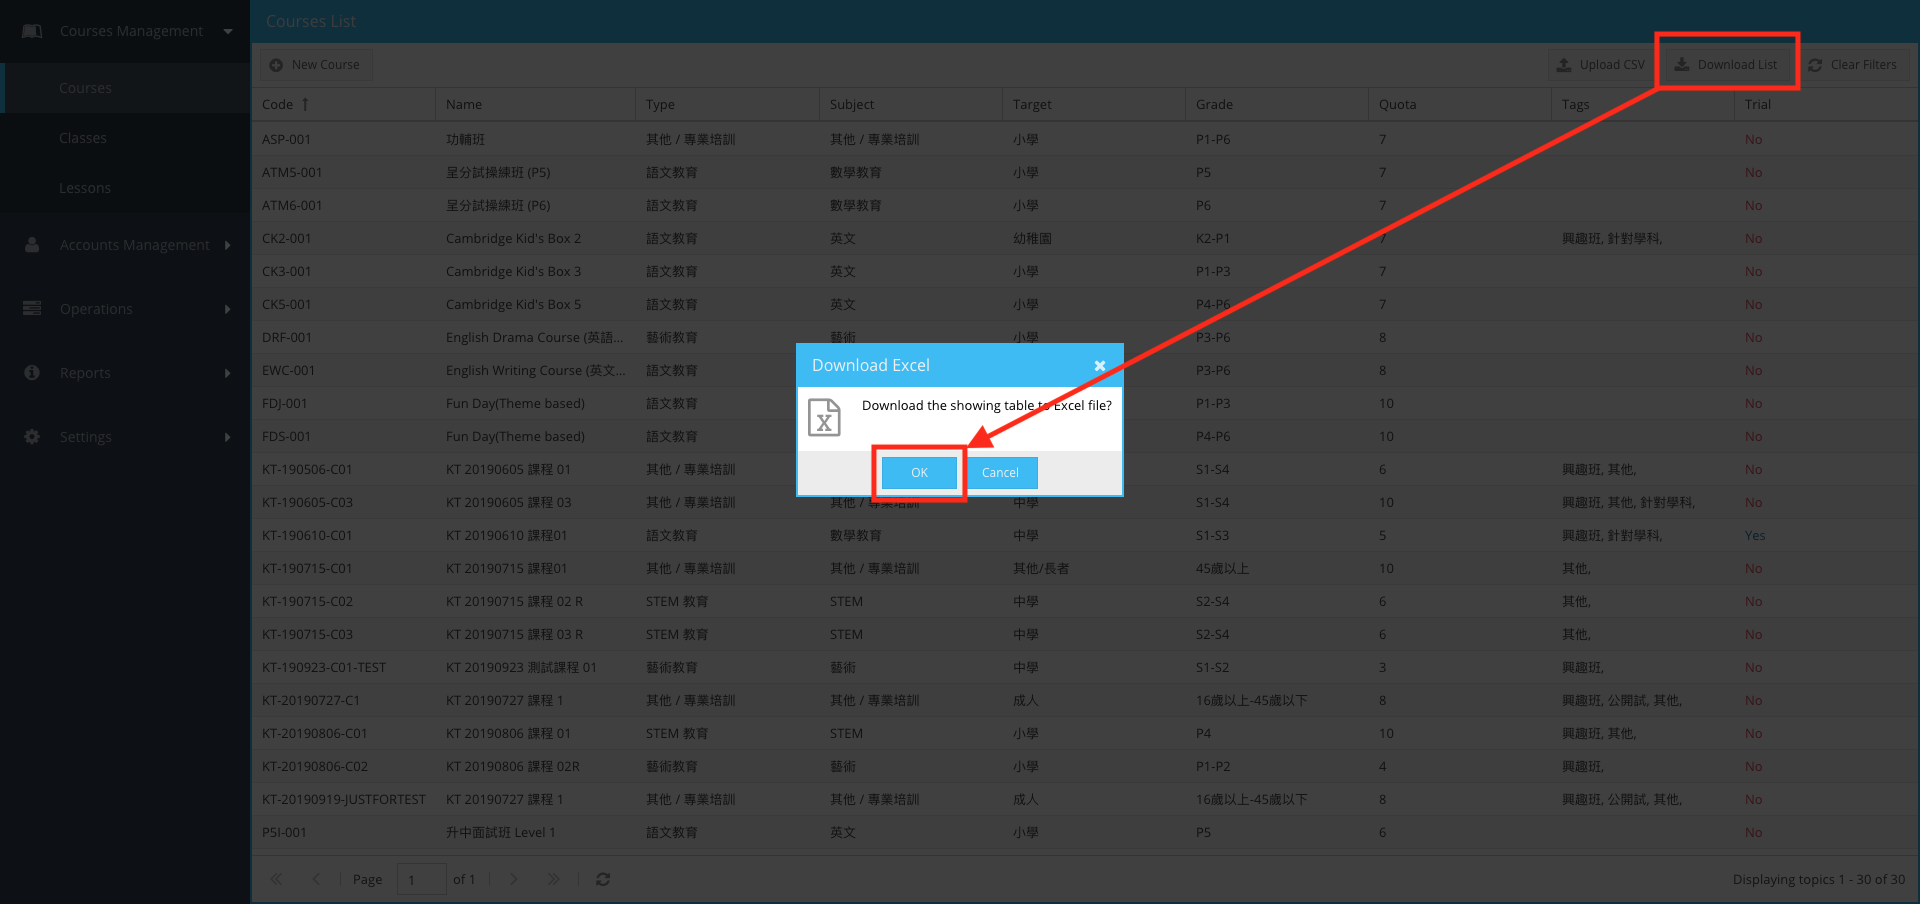 Courses Management
Courses
Classes
Lessons
Accounts Management
Operations
Reports
Settings
Courses List
New Course Upload CSV Download List Clear Filters
Code Name Type Subject Target Grade Quota Tags Trial
ASP-001 功輔班 其他 / 專業培訓 其他 / 專業培訓 小學 P1-P6 7 No
ATM5-001 呈分試操練班 (P5) 語文教育 數學教育 小學 P5 7 No
ATM6-001 呈分試操練班 (P6) 語文教育 數學教育 小學 P6 7 No
CK2-001 Cambridge Kid's Box 2 語文教育 英文 幼稚園 K2-P1 7 興趣班, 針對學科, No
CK3-001 Cambridge Kid's Box 3 語文教育 英文 小學 P1-P3 7 No
CK5-001 Cambridge Kid's Box 5 語文教育 英文 小學 P4-P6 7 No
DRF-001 English Drama Course (英語... 藝術教育 藝術 小學 P3-P6 8 No
EWC-001 English Writing Course (英文... 語文教育 P3-P6 8 No
FDJ-001 Fun Day(Theme based) 語文教育 P1-P3 10 No
FDS-001 Fun Day(Theme based) 語文教育 P4-P6 10 No
KT-190506-C01 KT 20190605 課程 01 其他 / 專業培訓 S1-S4 6 興趣班, 其他, No
KT-190605-C03 KT 20190605 課程 03 其他 / 專業培訓 其他 / 專業培訓 中學 S1-S4 10 興趣班, 其他, 針對學科, No
KT-190610-C01 KT 20190610 課程01 語文教育 數學教育 中學 S1-S3 5 興趣班, 針對學科, Yes
KT-190715-C01 KT 20190715 課程01 其他 / 專業培訓 其他 / 專業培訓 其他/長者 45歲以上 10 其他, No
KT-190715-C02 KT 20190715 課程 02 R STEM 教育 STEM 中學 S2-S4 6 其他, No
KT-190715-C03 KT 20190715 課程 03 R STEM 教育 STEM 中學 S2-S4 6 其他, No
KT-190923-C01-TEST KT 20190923 測試課程 01 藝術教育 藝術 中學 S1-S2 3 興趣班, No
KT-20190727-C1 KT 20190727 課程 1 其他 / 專業培訓 其他 / 專業培訓 成人 16歲以上-45歲以下 8 興趣班, 公開試, 其他, No
KT-20190806-C01 KT 20190806 課程 01 STEM 教育 STEM 小學 P4 10 興趣班, 其他, No
KT-20190806-C02 KT 20190806 課程 02R 藝術教育 藝術 小學 P1-P2 4 興趣班, No
KT-20190919-JUSTFORTEST KT 20190727 課程 1 其他 / 專業培訓 其他 / 專業培訓 成人 16歲以上-45歲以下 8 興趣班, 公開試, 其他, No
P5I-001 升中面試班 Level 1 語文教育 英文 小學 P5 6 No
Page 1 of 1 Displaying topics 1 - 30 of 30
Download Excel
Download the showing table to Excel file?
OK Cancel